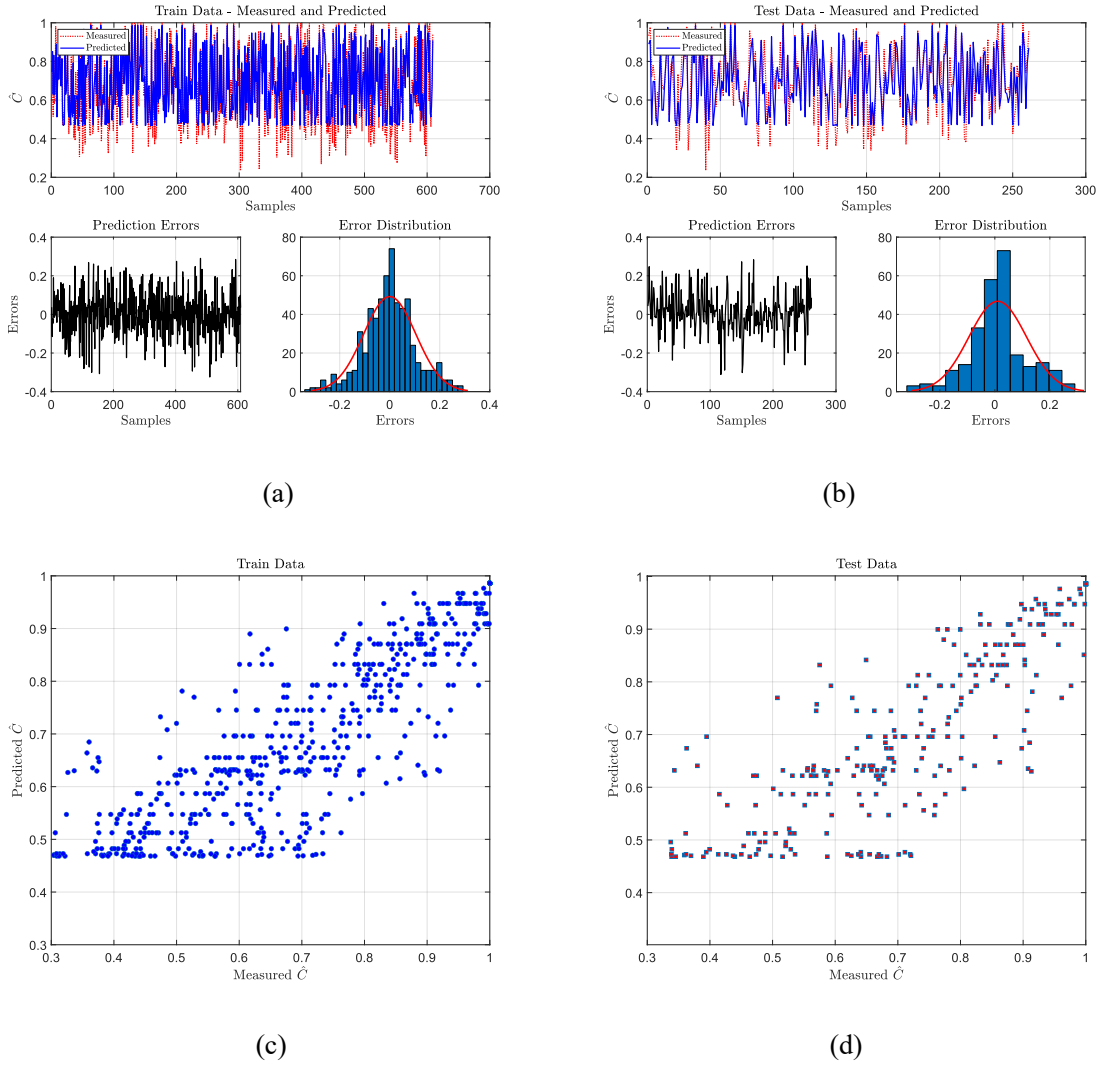 Train Data - Measured and Predicted
1
0.8
0.6
0.4
0.2
Ĉ
Measured
Predicted
0 100 200 300 400 500 600 700
Samples
Prediction Errors
0.4
0.2
0
-0.2
-0.4
Errors
0 200 400 600
Samples
Error Distribution
80
60
40
20
0
-0.2 0 0.2 0.4
Errors
(a)
Test Data - Measured and Predicted
1
0.8
0.6
0.4
0.2
Ĉ
Measured
Predicted
0 50 100 150 200 250 300
Samples
Prediction Errors
0.4
0.2
0
-0.2
-0.4
Errors
0 100 200 300
Samples
Error Distribution
80
60
40
20
0
-0.2 0 0.2
Errors
(b)
Train Data
1
0.9
0.8
0.7
0.6
0.5
0.4
0.3
Predicted Ĉ
0.3 0.4 0.5 0.6 0.7 0.8 0.9 1
Measured Ĉ
(c)
Test Data
1
0.9
0.8
0.7
0.6
0.5
0.4
Predicted Ĉ
0.3 0.4 0.5 0.6 0.7 0.8 0.9 1
Measured Ĉ
(d)